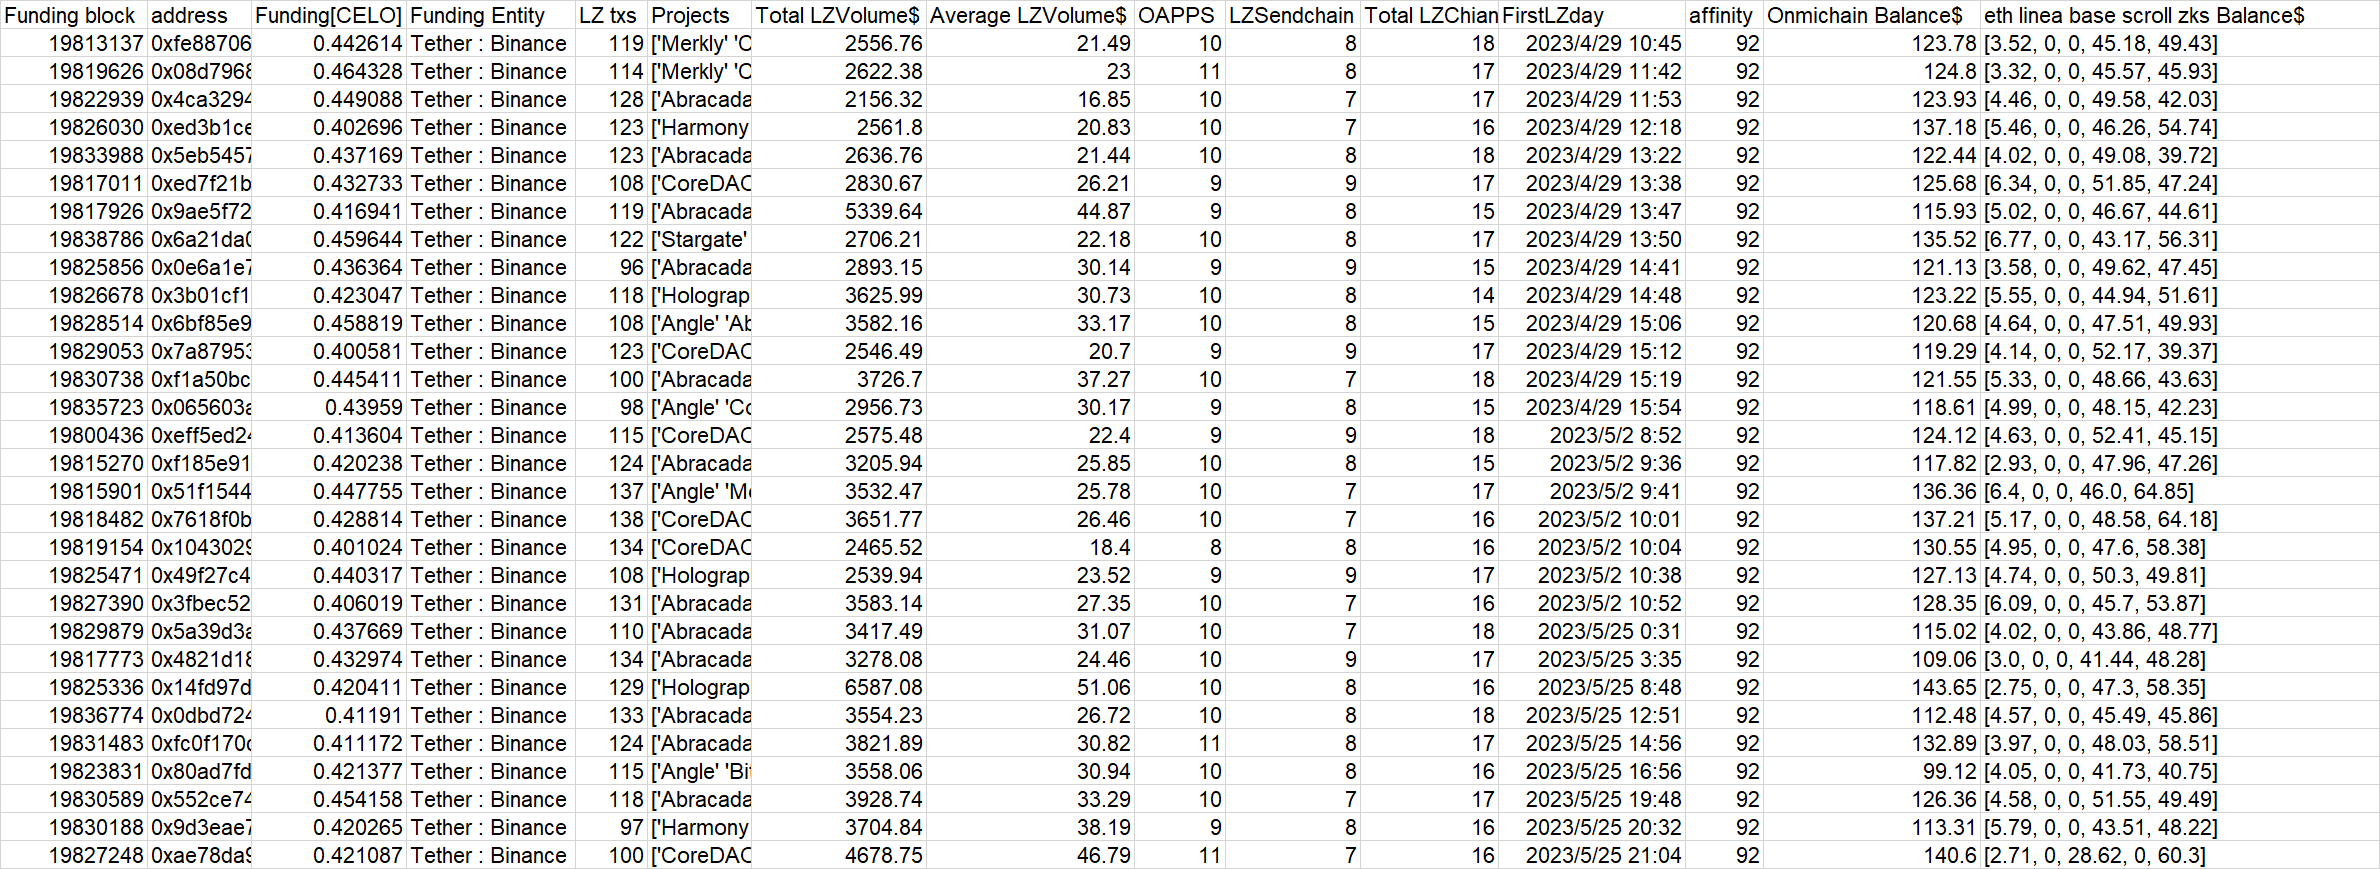 Funding block address Funding[CELO] Funding Entity LZ txs Projects Total LZVolume$ Average LZVolume$ OAPPS LZSendchain Total LZChian FirstLZday affinity Onmichain Balance$ eth linea base scroll zks Balance$
19813137 0xfe88706 0.442614 Tether : Binance 119 ['Merkly' 'C 2556.76 21.49 10 8 18 2023/4/29 10:45 92 123.78 [3.52, 0, 0, 45.18, 49.43]
19819626 0x08d7968 0.464328 Tether : Binance 114 ['Merkly' 'C 2622.38 23 11 8 17 2023/4/29 11:42 92 124.8 [3.32, 0, 0, 45.57, 45.93]
19822939 0x4ca3294 0.449088 Tether : Binance 128 ['Abracada 2156.32 16.85 10 7 17 2023/4/29 11:53 92 123.93 [4.46, 0, 0, 49.58, 42.03]
19826030 0xed3b1ce 0.402696 Tether : Binance 123 ['Harmony 2561.8 20.83 10 7 16 2023/4/29 12:18 92 137.18 [5.46, 0, 0, 46.26, 54.74]
19833988 0x5eb5457 0.437169 Tether : Binance 123 ['Abracada 2636.76 21.44 10 8 18 2023/4/29 13:22 92 122.44 [4.02, 0, 0, 49.08, 39.72]
19817011 0xed7f21b 0.432733 Tether : Binance 108 ['CoreDAC 2830.67 26.21 9 9 17 2023/4/29 13:38 92 125.68 [6.34, 0, 0, 51.85, 47.24]
19817926 0x9ae5f72 0.416941 Tether : Binance 119 ['Abracada 5339.64 44.87 9 8 15 2023/4/29 13:47 92 115.93 [5.02, 0, 0, 46.67, 44.61]
19838786 0x6a21da0 0.459644 Tether : Binance 122 ['Stargate' 2706.21 22.18 10 8 17 2023/4/29 13:50 92 135.52 [6.77, 0, 0, 43.17, 56.31]
19825856 0x0e6a1e7 0.436364 Tether : Binance 96 ['Abracada 2893.15 30.14 9 9 15 2023/4/29 14:41 92 121.13 [3.58, 0, 0, 49.62, 47.45]
19826678 0x3b01cf1 0.423047 Tether : Binance 118 ['Holograp 3625.99 30.73 10 8 14 2023/4/29 14:48 92 123.22 [5.55, 0, 0, 44.94, 51.61]
19828514 0x6bf85e9 0.458819 Tether : Binance 108 ['Angle' 'Ab 3582.16 33.17 10 8 15 2023/4/29 15:06 92 120.68 [4.64, 0, 0, 47.51, 49.93]
19829053 0x7a87953 0.400581 Tether : Binance 123 ['CoreDAC 2546.49 20.7 9 9 17 2023/4/29 15:12 92 119.29 [4.14, 0, 0, 52.17, 39.37]
19830738 0xf1a50bc 0.445411 Tether : Binance 100 ['Abracada 3726.7 37.27 10 7 18 2023/4/29 15:19 92 121.55 [5.33, 0, 0, 48.66, 43.63]
19835723 0x065603a 0.43959 Tether : Binance 98 ['Angle' 'Co 2956.73 30.17 9 8 15 2023/4/29 15:54 92 118.61 [4.99, 0, 0, 48.15, 42.23]
19800436 0xeff5ed24 0.413604 Tether : Binance 115 ['CoreDAC 2575.48 22.4 9 9 18 2023/5/2 8:52 92 124.12 [4.63, 0, 0, 52.41, 45.15]
19815270 0xf185e91 0.420238 Tether : Binance 124 ['Abracada 3205.94 25.85 10 8 15 2023/5/2 9:36 92 117.82 [2.93, 0, 0, 47.96, 47.26]
19815901 0x51f1544 0.447755 Tether : Binance 137 ['Angle' 'Me 3532.47 25.78 10 7 17 2023/5/2 9:41 92 136.36 [6.4, 0, 0, 46.0, 64.85]
19818482 0x7618f0b 0.428814 Tether : Binance 138 ['CoreDAC 3651.77 26.46 10 7 16 2023/5/2 10:01 92 137.21 [5.17, 0, 0, 48.58, 64.18]
19819154 0x1043029 0.401024 Tether : Binance 134 ['CoreDAC 2465.52 18.4 8 8 16 2023/5/2 10:04 92 130.55 [4.95, 0, 0, 47.6, 58.38]
19825471 0x49f27c4 0.440317 Tether : Binance 108 ['Holograp 2539.94 23.52 9 9 17 2023/5/2 10:38 92 127.13 [4.74, 0, 0, 50.3, 49.81]
19827390 0x3fbec52 0.406019 Tether : Binance 131 ['Abracada 3583.14 27.35 10 7 16 2023/5/2 10:52 92 128.35 [6.09, 0, 0, 45.7, 53.87]
19829879 0x5a39d3a 0.437669 Tether : Binance 110 ['Abracada 3417.49 31.07 10 7 18 2023/5/25 0:31 92 115.02 [4.02, 0, 0, 43.86, 48.77]
19817773 0x4821d18 0.432974 Tether : Binance 134 ['Abracada 3278.08 24.46 10 9 17 2023/5/25 3:35 92 109.06 [3.0, 0, 0, 41.44, 48.28]
19825336 0x14fd97d 0.420411 Tether : Binance 129 ['Holograp 6587.08 51.06 10 8 16 2023/5/25 8:48 92 143.65 [2.75, 0, 0, 47.3, 58.35]
19836774 0x0dbd724 0.41191 Tether : Binance 133 ['Abracada 3554.23 26.72 10 8 18 2023/5/25 12:51 92 112.48 [4.57, 0, 0, 45.49, 45.86]
19831483 0xfc0f170c 0.411172 Tether : Binance 124 ['Abracada 3821.89 30.82 11 8 17 2023/5/25 14:56 92 132.89 [3.97, 0, 0, 48.03, 58.51]
19823831 0x80ad7fd 0.421377 Tether : Binance 115 ['Angle' 'Bit 3558.06 30.94 10 8 16 2023/5/25 16:56 92 99.12 [4.05, 0, 0, 41.73, 40.75]
19830589 0x552ce74 0.454158 Tether : Binance 118 ['Abracada 3928.74 33.29 10 7 17 2023/5/25 19:48 92 126.36 [4.58, 0, 0, 51.55, 49.49]
19830188 0x9d3eae7 0.420265 Tether : Binance 97 ['Harmony 3704.84 38.19 9 8 16 2023/5/25 20:32 92 113.31 [5.79, 0, 0, 43.51, 48.22]
19827248 0xae78da9 0.421087 Tether : Binance 100 ['CoreDAC 4678.75 46.79 11 7 16 2023/5/25 21:04 92 140.6 [2.71, 0, 28.62, 0, 60.3]